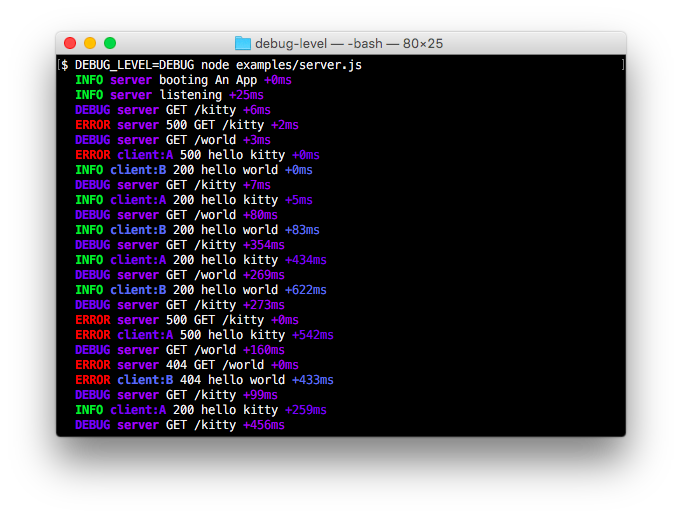 debug-level — -bash — 80×25
[$ DEBUG_LEVEL=DEBUG node examples/server.js ]
INFO server booting An App +0ms
INFO server listening +25ms
DEBUG server GET /kitty +6ms
ERROR server 500 GET /kitty +2ms
DEBUG server GET /world +3ms
ERROR client:A 500 hello kitty +0ms
INFO client:B 200 hello world +0ms
DEBUG server GET /kitty +7ms
INFO client:A 200 hello kitty +5ms
DEBUG server GET /world +80ms
INFO client:B 200 hello world +83ms
DEBUG server GET /kitty +354ms
INFO client:A 200 hello kitty +434ms
DEBUG server GET /world +269ms
INFO client:B 200 hello world +622ms
DEBUG server GET /kitty +273ms
ERROR server 500 GET /kitty +0ms
ERROR client:A 500 hello kitty +542ms
DEBUG server GET /world +160ms
ERROR server 404 GET /world +0ms
ERROR client:B 404 hello world +433ms
DEBUG server GET /kitty +99ms
INFO client:A 200 hello kitty +259ms
DEBUG server GET /kitty +456ms